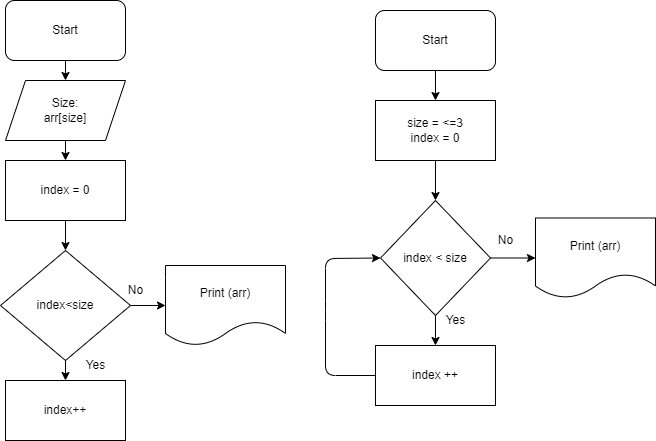 Start
Size:
arr[size]
index = 0
index<size
No
Print (arr)
Yes
index++
Start
size = <=3
index = 0
index < size
No
Print (arr)
Yes
index ++